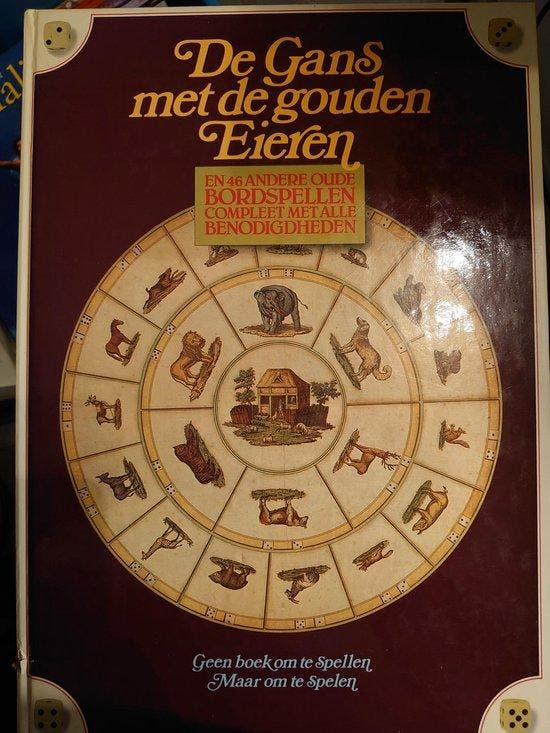 De Gans
met de gouden
Eieren
EN 46 ANDERE OUDE
BORDSPELLEN
COMPLEET MET ALLE
BENODIGDHEDEN
Geen boek om te Spellen
Maar om te Spelen